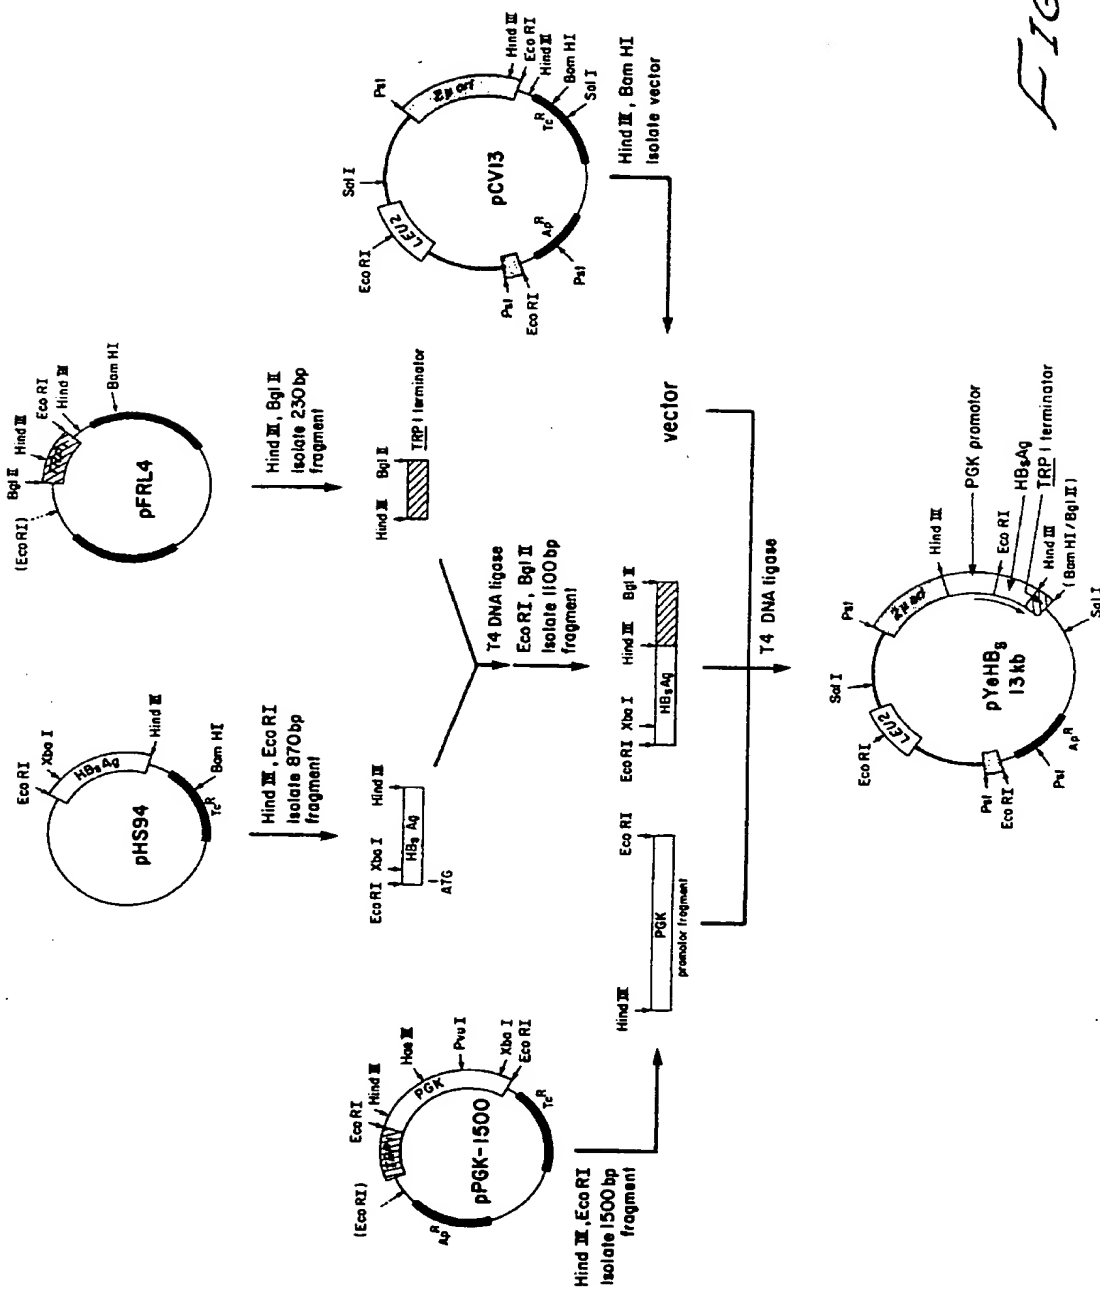 FIG
pHS94
Eco RI
Xba I
HBsAg
Hind III
Bam HI
TcR
Hind III, Eco RI
Isolate 870bp
fragment
Eco RI Xba I
Hind III
HBs Ag
ATG
pFRL4
(Eco RI)
Bgl II
Hind III
Eco RI
Hind III
Bam HI
Hind III, Bgl II
Isolate 230bp
fragment
Hind III
Bgl II
TRP I terminator
pCV13
Eco RI
LEU2
Sal I
Pst
Hind III
Eco RI
Hind III
Bam HI
Sal I
TcR
ApR
Pst
Pst
Eco RI
Hind III, Bam HI
Isolate vector
T4 DNA ligase
Eco RI, Bgl II
Isolate 1100bp
fragment
pPGK-1500
(Eco RI)
Eco RI
Hind III
Hae III
PGK
Pvu I
Xba I
Eco RI
TcR
ApR
Hind III, Eco RI
Isolate 1500bp
fragment
Hind III
Eco RI
PGK
promotor fragment
Eco RI Xba I
Hind III
Bgl II
HBsAg
vector
T4 DNA ligase
pYeHBs
13kb
Eco RI
LEU2
Sal I
Pst
Hind III
PGK promotor
Eco RI
HBsAg
TRP I terminator
Hind III
(Bam HI/Bgl II)
Sal I
ApR
Pst
Pst
Eco RI